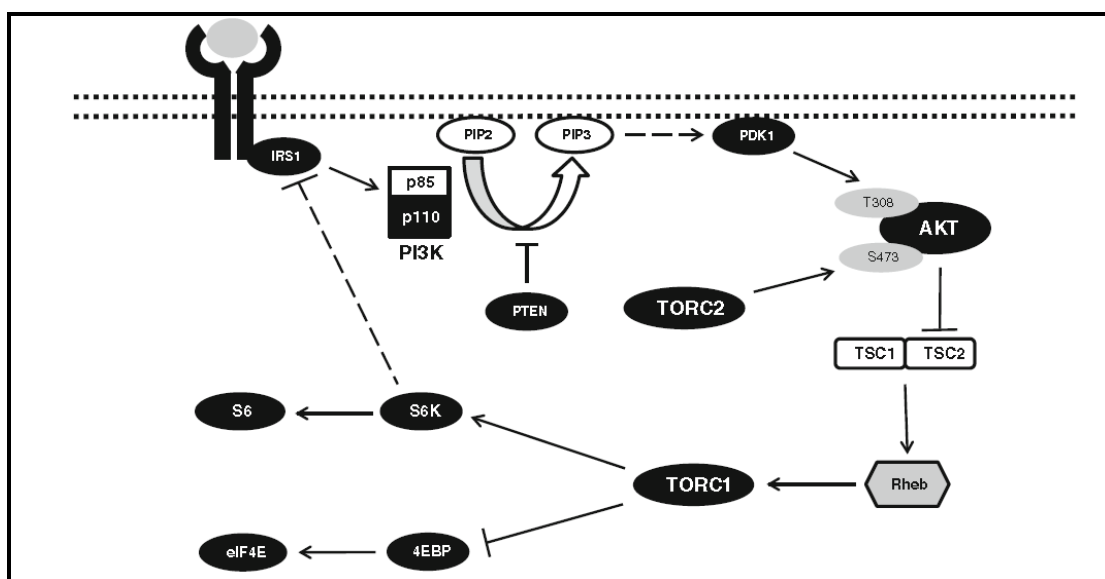 PIP2
PIP3
PDK1
IRS1
p85
p110
PI3K
T308
AKT
S473
PTEN
TORC2
TSC1
TSC2
S6
S6K
TORC1
Rheb
eIF4E
4EBP